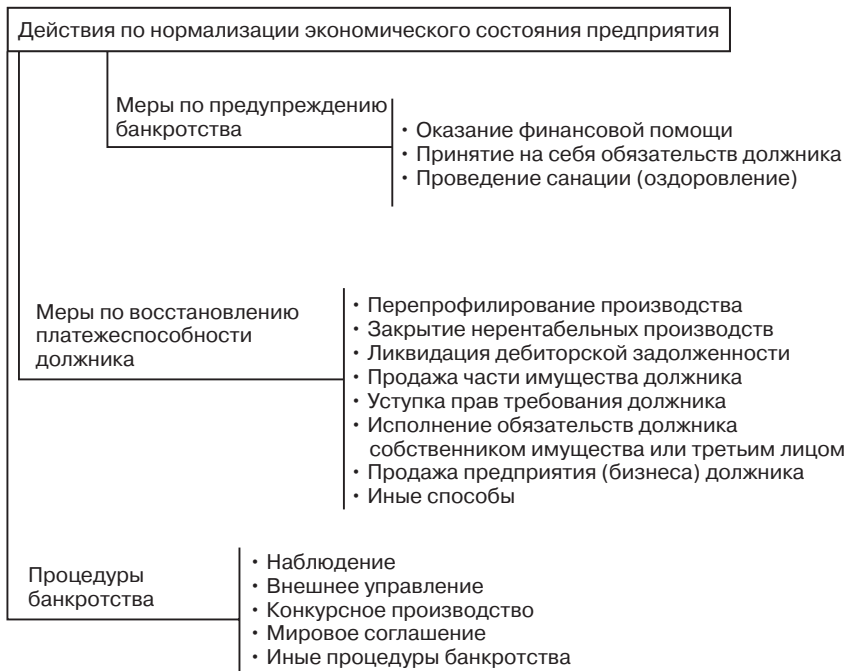 Действия по нормализации экономического состояния предприятия
Меры по предупреждению
банкротства
• Оказание финансовой помощи
• Принятие на себя обязательств должника
• Проведение санации (оздоровление)
Меры по восстановлению
платежеспособности
должника
• Перепрофилирование производства
• Закрытие нерентабельных производств
• Ликвидация дебиторской задолженности
• Продажа части имущества должника
• Уступка прав требования должника
• Исполнение обязательств должника
собственником имущества или третьим лицом
• Продажа предприятия (бизнеса) должника
• Иные способы
Процедуры
банкротства
• Наблюдение
• Внешнее управление
• Конкурсное производство
• Мировое соглашение
• Иные процедуры банкротства